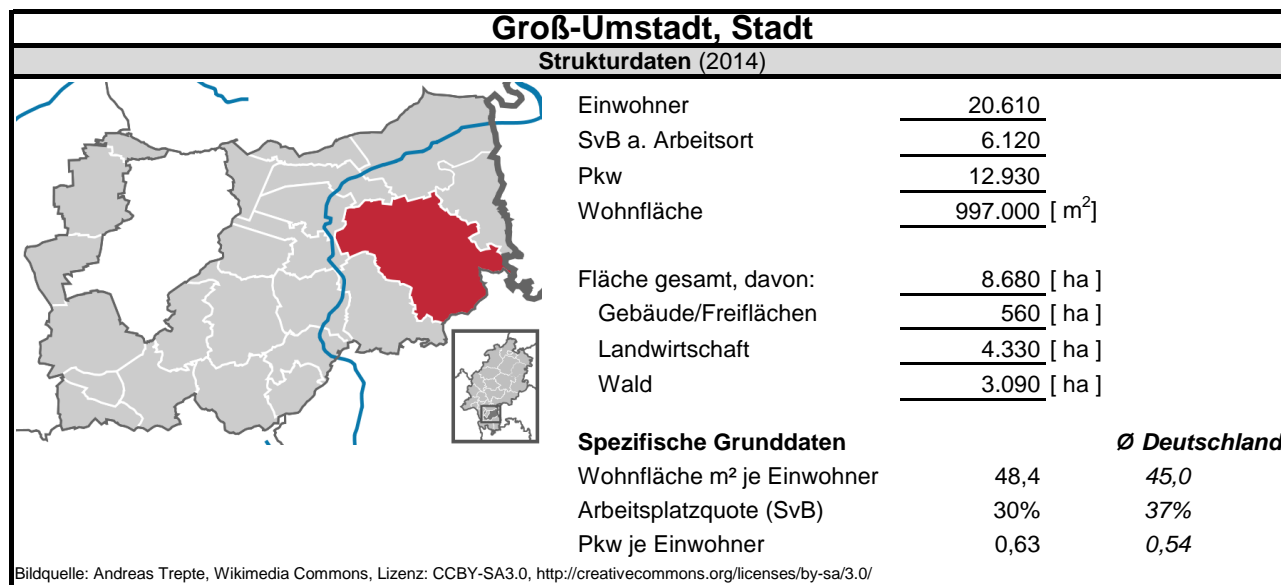 Groß-Umstadt, Stadt
Strukturdaten (2014)
Einwohner 20.610
SvB a. Arbeitsort 6.120
Pkw 12.930
Wohnfläche 997.000 [ m²]
Fläche gesamt, davon: 8.680 [ ha ]
Gebäude/Freiflächen 560 [ ha ]
Landwirtschaft 4.330 [ ha ]
Wald 3.090 [ ha ]
Spezifische Grunddaten Ø Deutschland
Wohnfläche m² je Einwohner 48,4 45,0
Arbeitsplatzquote (SvB) 30% 37%
Pkw je Einwohner 0,63 0,54
Bildquelle: Andreas Trepte, Wikimedia Commons, Lizenz: CCBY-SA3.0, http://creativecommons.org/licenses/by-sa/3.0/